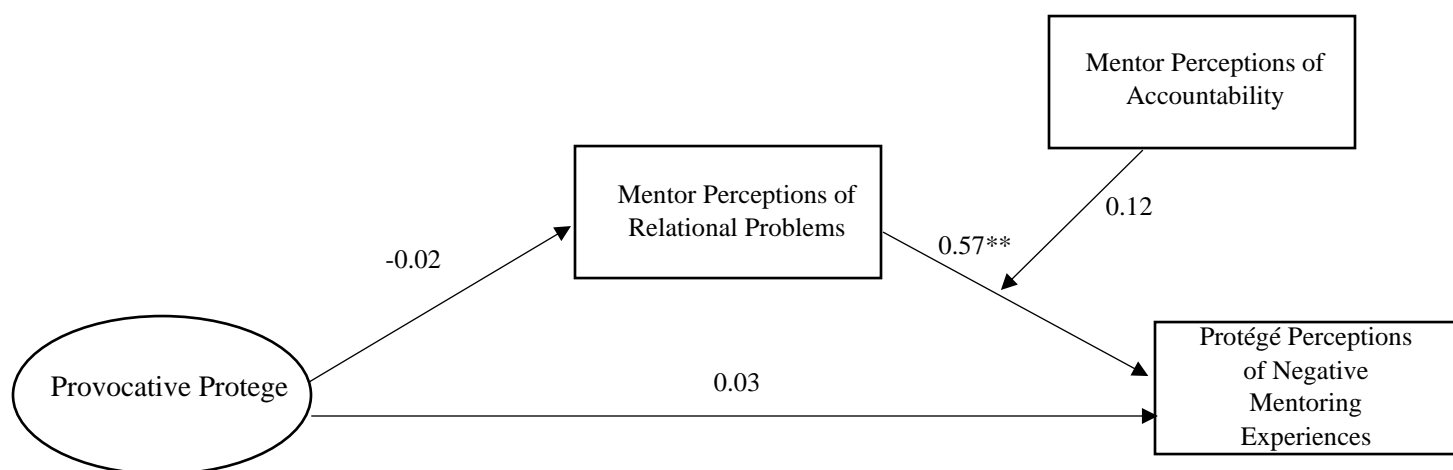 Mentor Perceptions of
Accountability
Mentor Perceptions of
Relational Problems
0.12
0.57**
-0.02
Provocative Protege
0.03
Protégé Perceptions
of Negative
Mentoring
Experiences